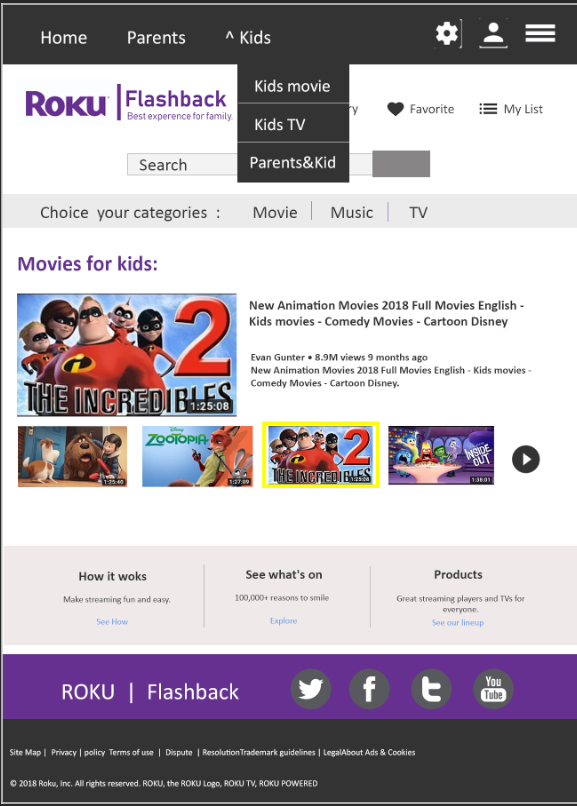 Home Parents ^ Kids
Kids movie
Kids TV
Parents&Kid
ROKU | Flashback
Best experence for family.
ry Favorite My List
Search
Choice your categories : Movie | Music | TV
Movies for kids:
New Animation Movies 2018 Full Movies English -
Kids movies - Comedy Movies - Cartoon Disney
Evan Gunter • 8.9M views 9 months ago
New Animation Movies 2018 Full Movies English - Kids movies -
Comedy Movies - Cartoon Disney.
2
THE INCREDIBLES
1:25:08
1:25:40
Disney
ZOOTOPIA
1:27:09
2
THE INCREDIBLES
1:25:08
INSIDE
OUT
1:38:01
How it woks
Make streaming fun and easy.
See How
See what's on
100,000+ reasons to smile
Explore
Products
Great streaming players and TVs for
everyone.
See our lineup
ROKU | Flashback
You
Tube
Site Map | Privacy | policy Terms of use | Dispute | ResolutionTrademark guidelines | LegalAbout Ads & Cookies
© 2018 Roku, Inc. All rights reserved. ROKU, the ROKU Logo, ROKU TV, ROKU POWERED